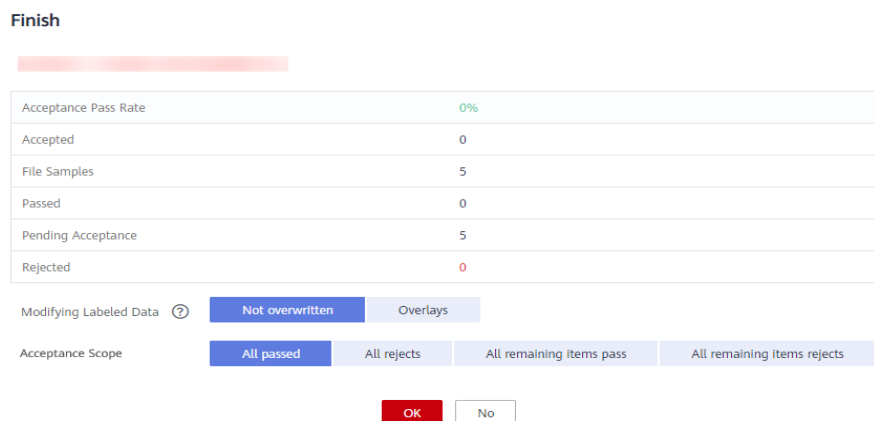 Finish
Acceptance Pass Rate 0%
Accepted 0
File Samples 5
Passed 0
Pending Acceptance 5
Rejected 0
Modifying Labeled Data ? Not overwritten Overlays
Acceptance Scope All passed All rejects All remaining items pass All remaining items rejects
OK No